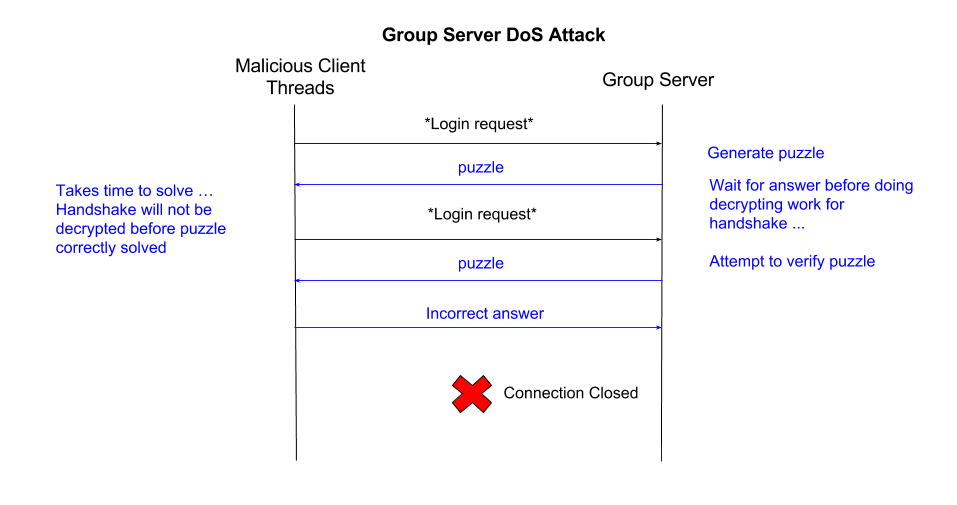 Group Server DoS Attack
Malicious Client
Threads
Group Server
*Login request*
Generate puzzle
puzzle
Takes time to solve …
Handshake will not be
decrypted before puzzle
correctly solved
Wait for answer before doing
decrypting work for
handshake ...
*Login request*
puzzle
Attempt to verify puzzle
Incorrect answer
Connection Closed